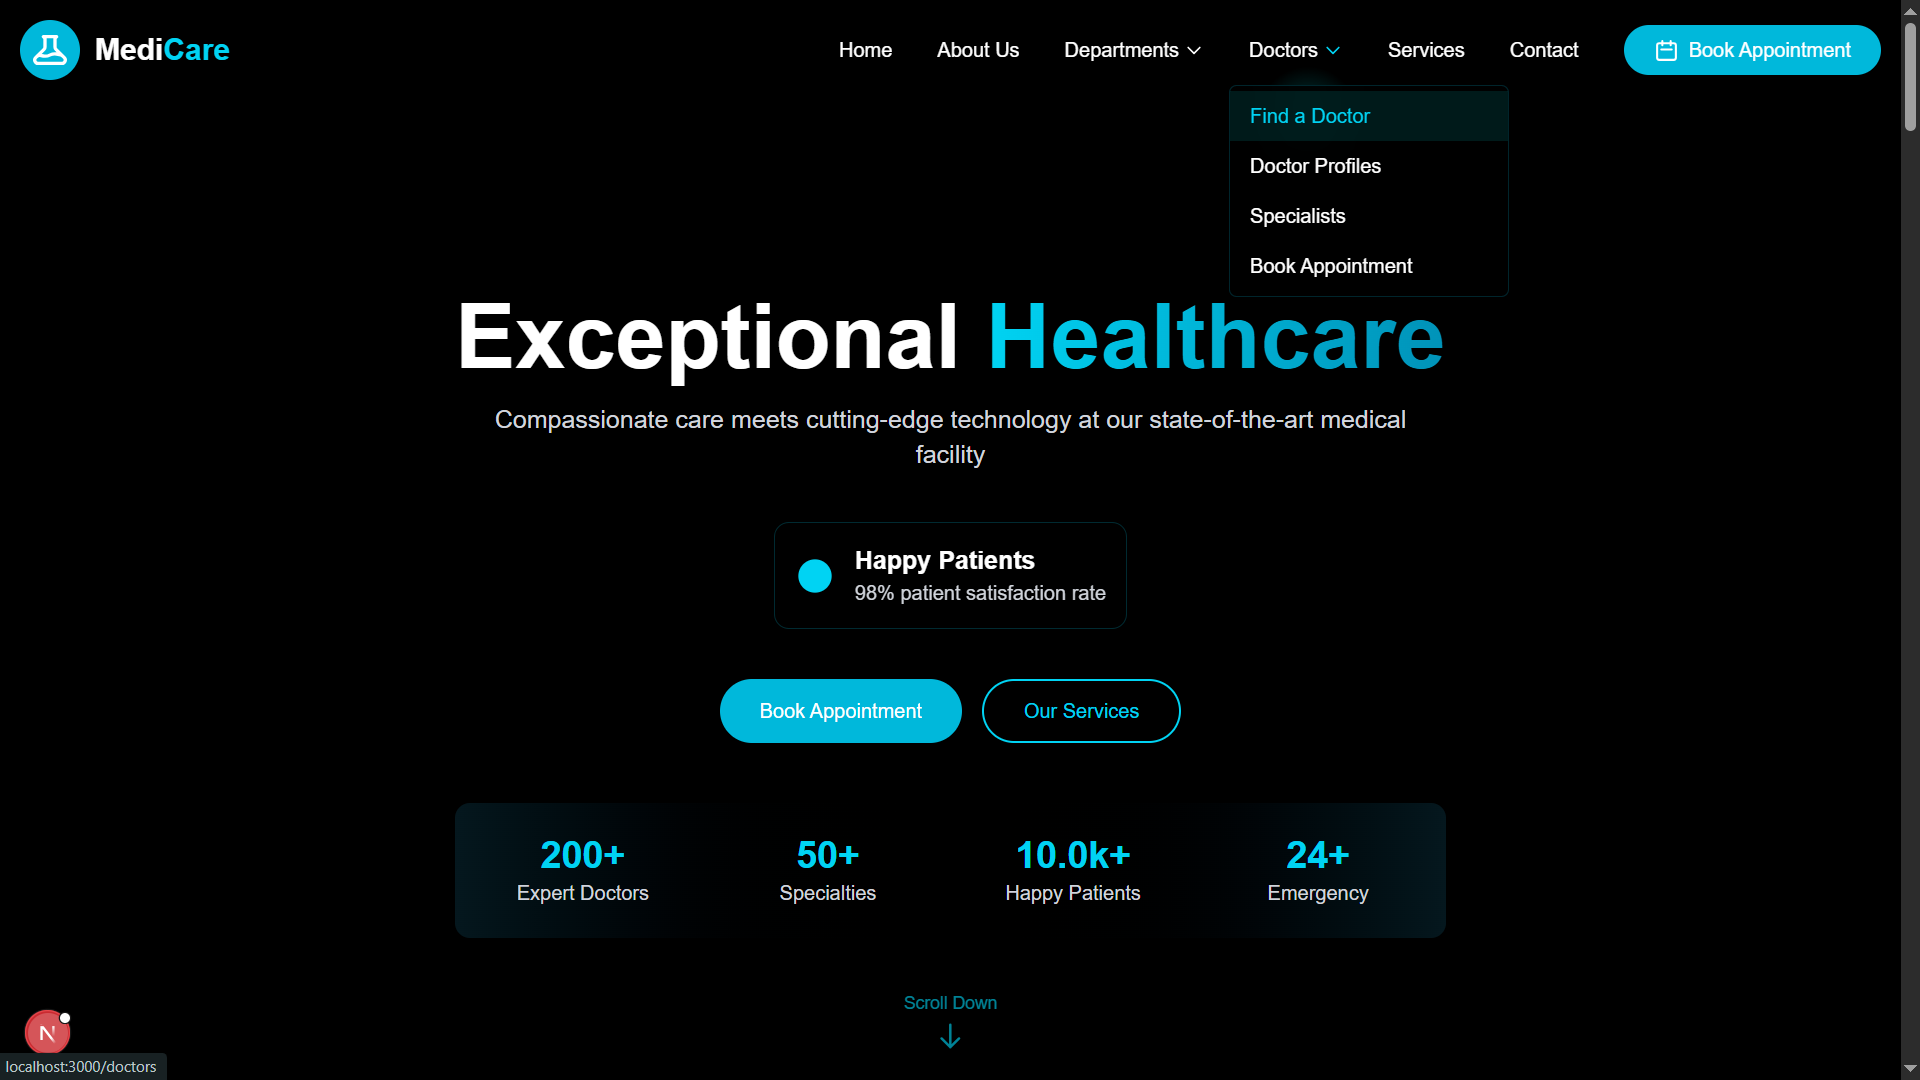 MediCare
Home
About Us
Departments
Doctors
Services
Contact
Book Appointment
Find a Doctor
Doctor Profiles
Specialists
Book Appointment
Exceptional Healthcare
Compassionate care meets cutting-edge technology at our state-of-the-art medical
facility
Happy Patients
98% patient satisfaction rate
Book Appointment
Our Services
200+
Expert Doctors
50+
Specialties
10.0k+
Happy Patients
24+
Emergency
Scroll Down
N
localhost:3000/doctors